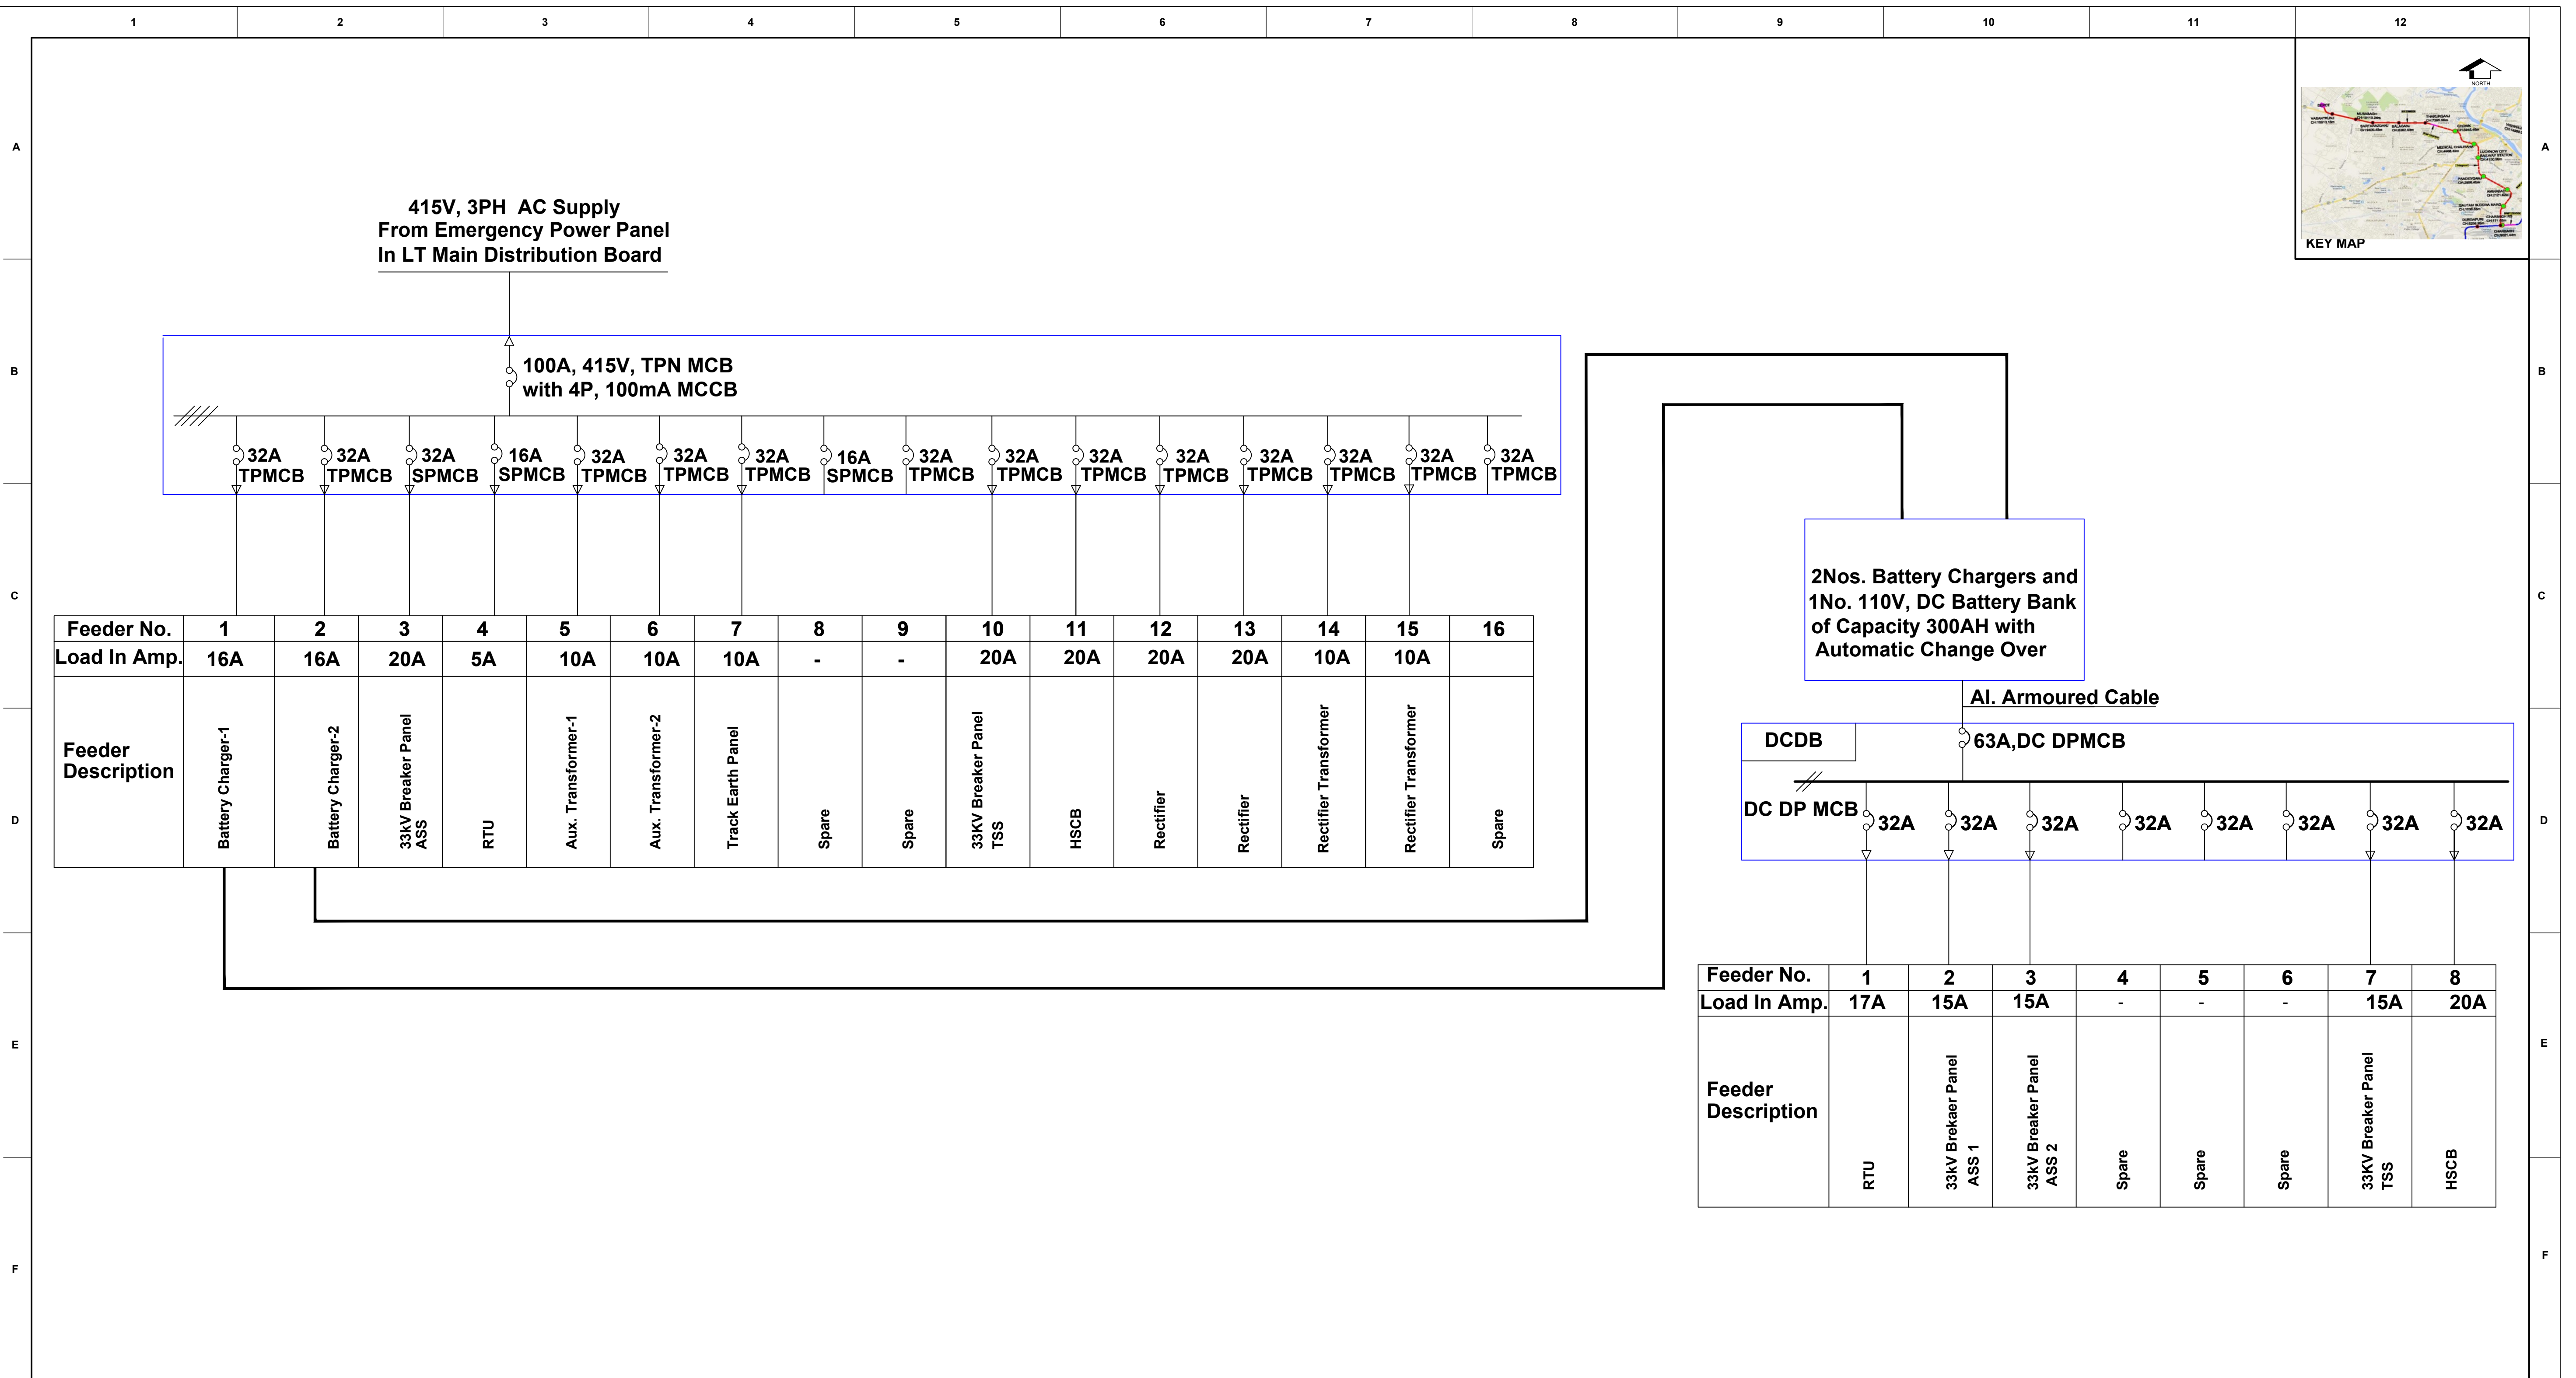 1 2 3 4 5 6 7 8 9 10 11 12
A
A
NORTH
KEY MAP
415V, 3PH AC Supply
From Emergency Power Panel
In LT Main Distribution Board
B
B
100A, 415V, TPN MCB
with 4P, 100mA MCCB
32A 32A 32A 16A 32A 32A 32A 16A 32A 32A 32A 32A 32A 32A 32A 32A
TPMCB TPMCB SPMCB SPMCB TPMCB TPMCB TPMCB SPMCB TPMCB TPMCB TPMCB TPMCB TPMCB TPMCB TPMCB TPMCB
C
C
2Nos. Battery Chargers and
1No. 110V, DC Battery Bank
of Capacity 300AH with
Automatic Change Over
Feeder No. 1 2 3 4 5 6 7 8 9 10 11 12 13 14 15 16
Load In Amp. 16A 16A 20A 5A 10A 10A 10A - - 20A 20A 20A 20A 10A 10A
Feeder
Description
Battery Charger-1
Battery Charger-2
33kV Breaker Panel
ASS
RTU
Aux. Transformer-1
Aux. Transformer-2
Track Earth Panel
Spare
Spare
33KV Breaker Panel
TSS
HSCB
Rectifier
Rectifier
Rectifier Transformer
Rectifier Transformer
Spare
Al. Armoured Cable
DCDB
63A,DC DPMCB
D
D
DC DP MCB 32A 32A 32A 32A 32A 32A 32A 32A
Feeder No. 1 2 3 4 5 6 7 8
Load In Amp. 17A 15A 15A - - - 15A 20A
E
E
Feeder
Description
RTU
33kV Brekaer Panel
ASS 1
33kV Breaker Panel
ASS 2
Spare
Spare
Spare
33KV Breaker Panel
TSS
HSCB
F
F